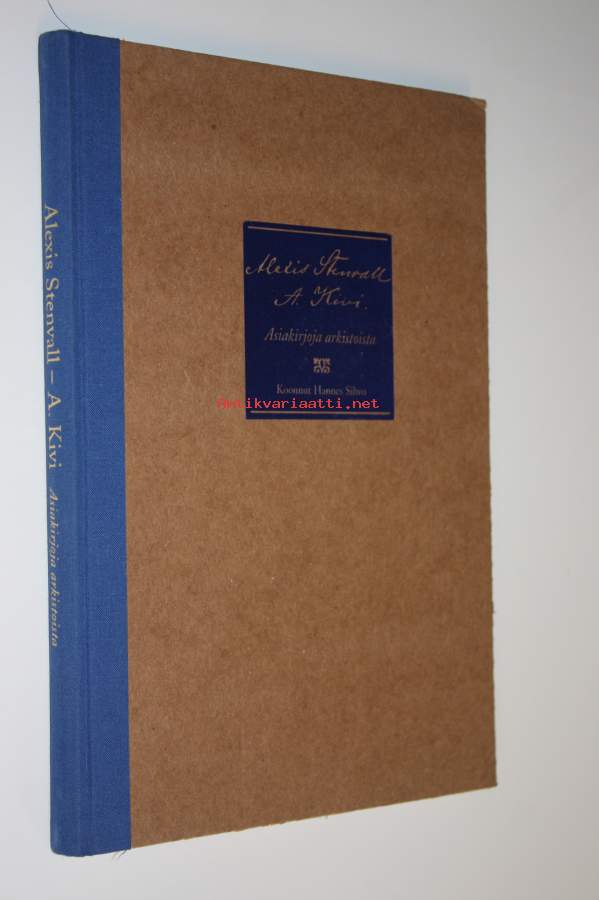 Alexis Stenvall – A. Kivi Asiakirjoja arkistoista
Alexis Stenvall
A. Kivi.
Asiakirjoja arkistoista
Koonnut Hannes Sihvo
Antikvariaatti.net